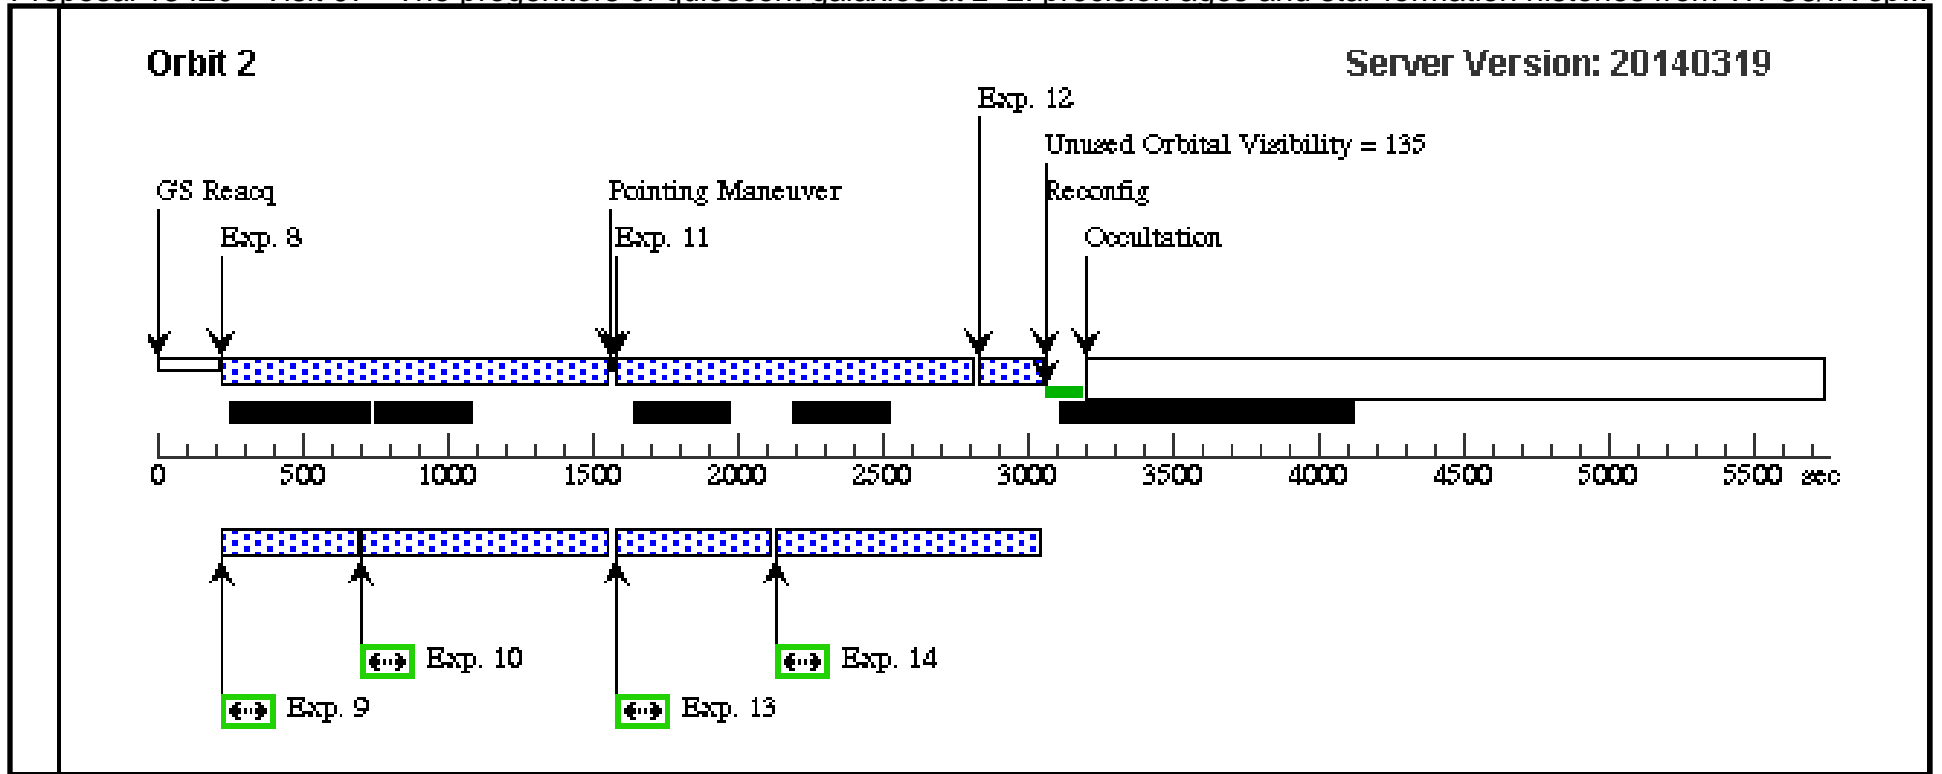 Orbit 2
Server Version: 20140319
Exp. 12
Unused Orbital Visibility = 135
GS Reacq
Pointing Maneuver
Reconfig
Exp. 8
Exp. 11
Occultation
0 500 1000 1500 2000 2500 3000 3500 4000 4500 5000 5500 sec
Exp. 10
Exp. 14
Exp. 9
Exp. 13